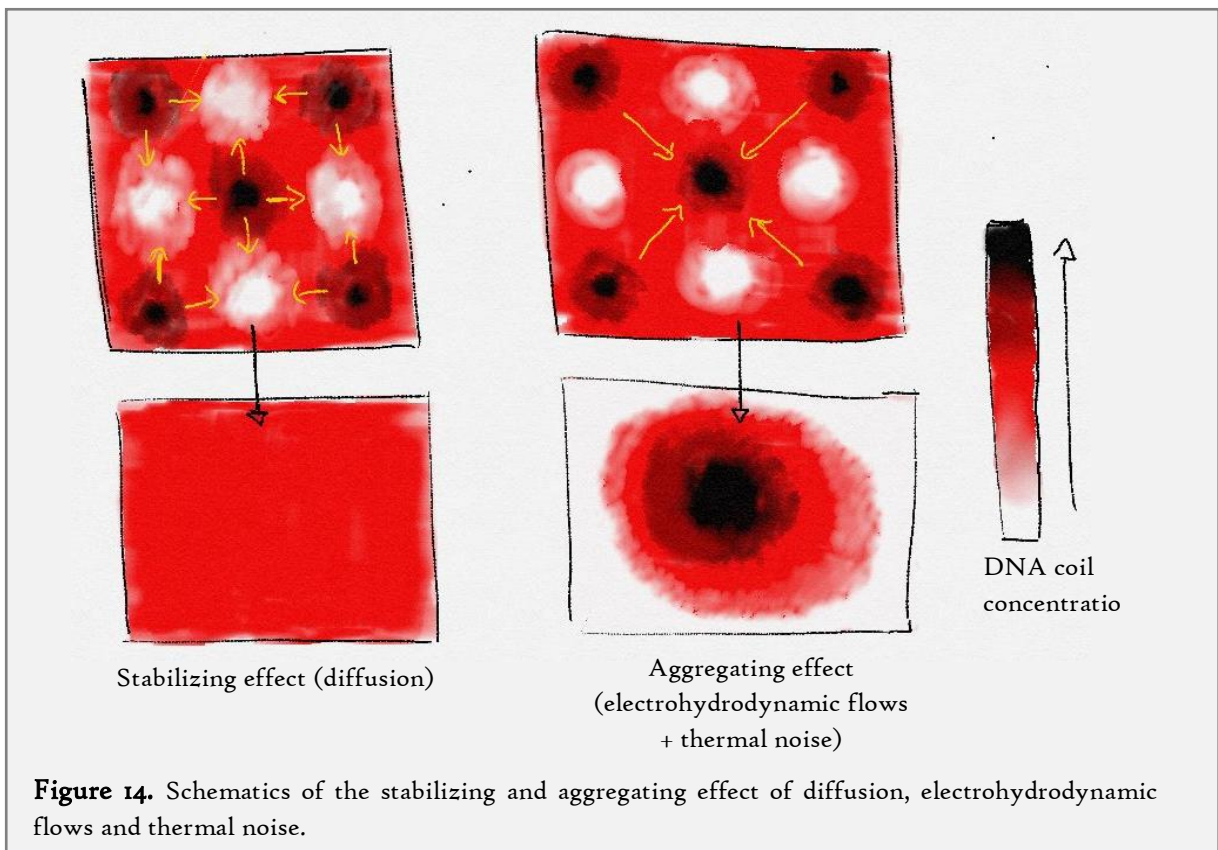 DNA coil
concentratio
Stabilizing effect (diffusion)
Aggregating effect
(electrohydrodynamic flows
+ thermal noise)
Figure 14. Schematics of the stabilizing and aggregating effect of diffusion, electrohydrodynamic
flows and thermal noise.